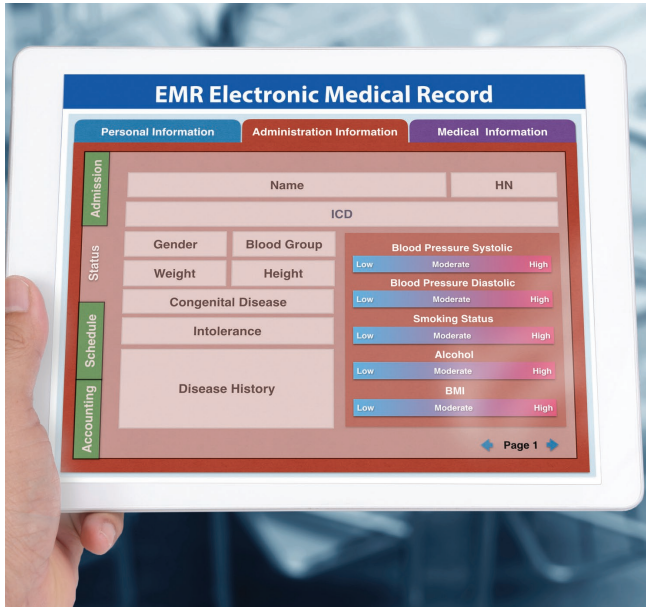 EMR Electronic Medical Record
Personal Information
Administration Information
Medical Information
Admission
Status
Schedule
Accounting
Name
HN
ICD
Gender
Blood Group
Weight
Height
Congenital Disease
Intolerance
Disease History
Blood Pressure Systolic
Low Moderate High
Blood Pressure Diastolic
Low Moderate High
Smoking Status
Low Moderate High
Alcohol
Low Moderate High
BMI
Low Moderate High
Page 1